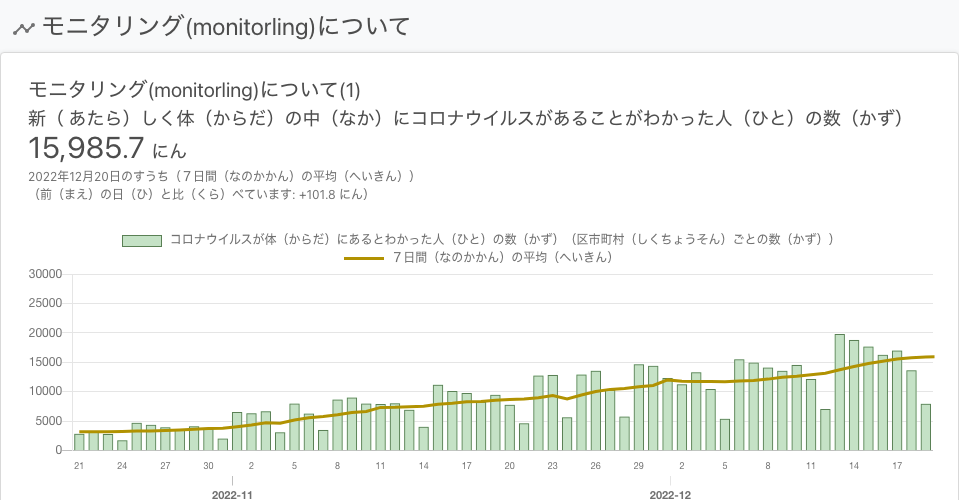 モニタリング(monitorling)について
モニタリング(monitorling)について(1)
新（ あたら）しく体（からだ）の中（なか）にコロナウイルスがあることがわかった人（ひと）の数（かず）
15,985.7 にん
2022年12月20日のすうち（７日間（なのかかん）の平均（へいきん））
（前（まえ）の日（ひ）と比（くら）べています: +101.8 にん）
コロナウイルスが体（からだ）にあるとわかった人（ひと）の数（かず）（区市町村（しくちょうそん）ごとの数（かず））
７日間（なのかかん）の平均（へいきん）
30000
25000
20000
15000
10000
5000
0
21 24 27 30 2 5 8 11 14 17 20 23 26 29 2 5 8 11 14 17
2022-11 2022-12